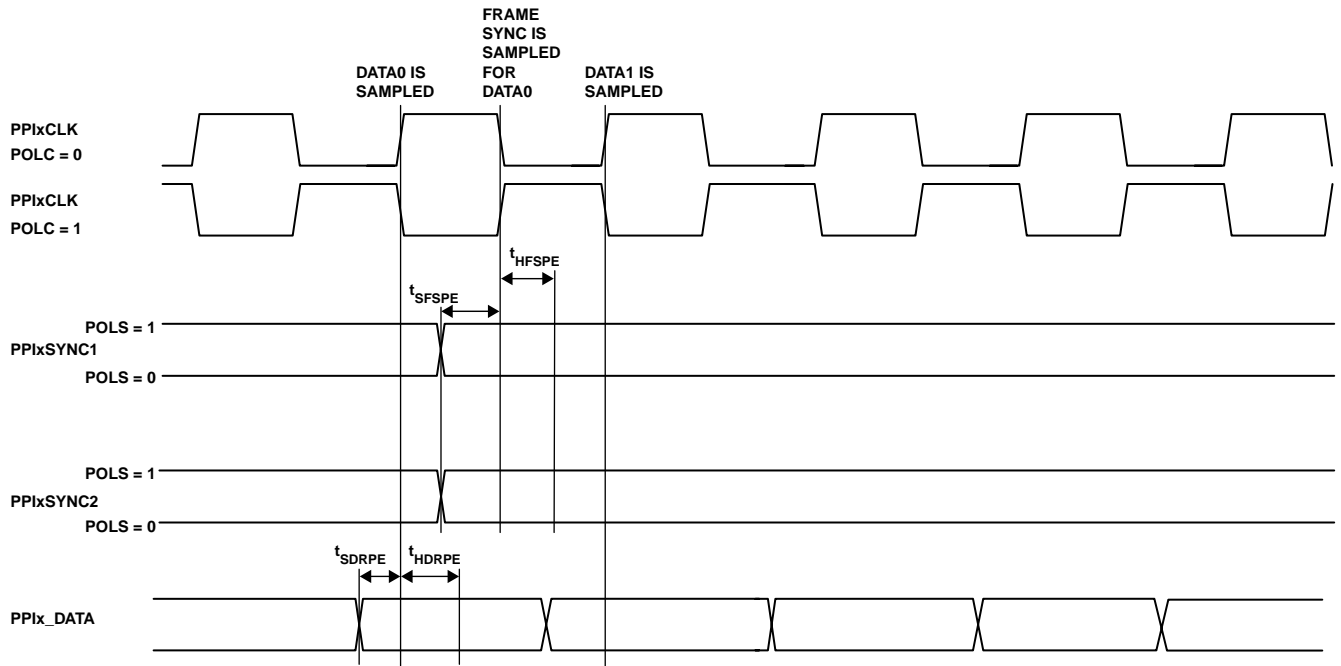 FRAME
SYNC IS
SAMPLED
FOR
DATA0
DATA0 IS
SAMPLED
DATA1 IS
SAMPLED
PPIxCLK
POLC = 0
PPIxCLK
POLC = 1
tHFSPE
tSFSPE
POLS = 1
PPIxSYNC1
POLS = 0
POLS = 1
PPIxSYNC2
POLS = 0
tSDRPE
tHDRPE
PPIx_DATA